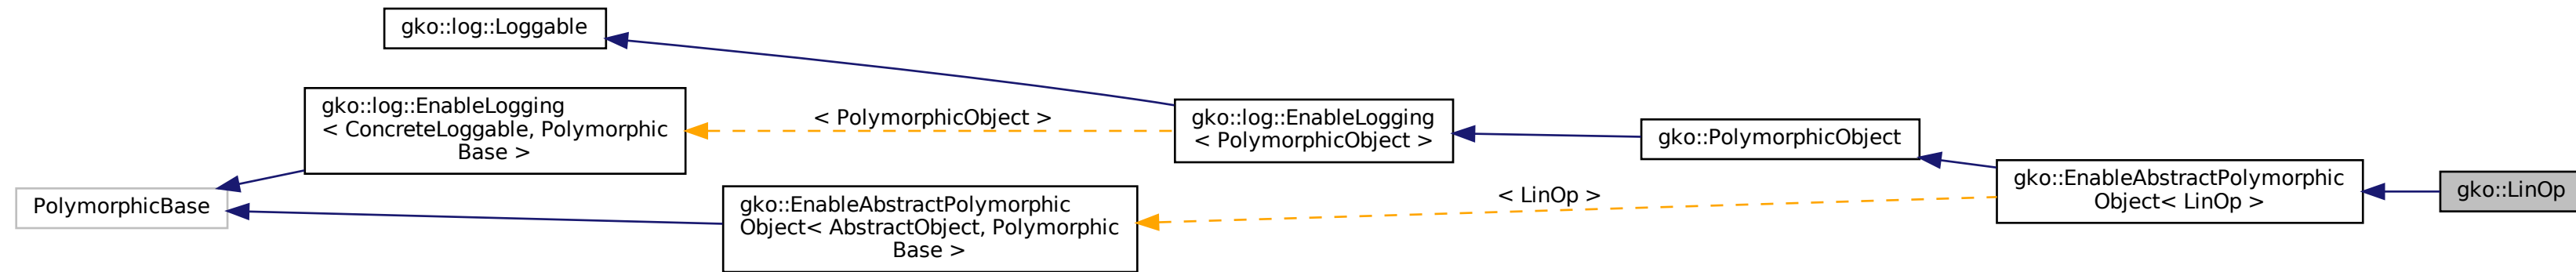 gko::log::Loggable
gko::log::EnableLogging
< ConcreteLoggable, Polymorphic
Base >
< PolymorphicObject >
gko::log::EnableLogging
< PolymorphicObject >
gko::PolymorphicObject
PolymorphicBase
gko::EnableAbstractPolymorphic
Object< AbstractObject, Polymorphic
Base >
< LinOp >
gko::EnableAbstractPolymorphic
Object< LinOp >
gko::LinOp